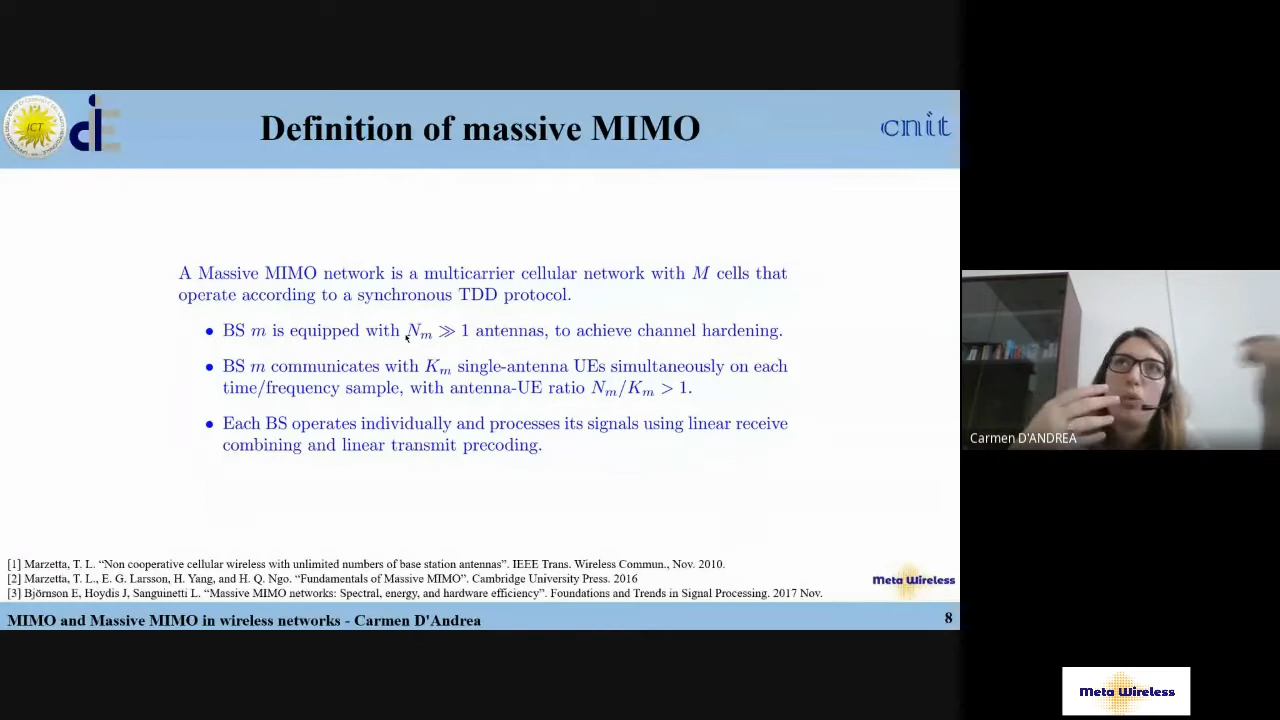 ICT
Definition of massive MIMO
cnit
A Massive MIMO network is a multicarrier cellular network with M cells that
operate according to a synchronous TDD protocol.
• BS m is equipped with Nₘ ≫ 1 antennas, to achieve channel hardening.
• BS m communicates with Kₘ single-antenna UEs simultaneously on each
time/frequency sample, with antenna-UE ratio Nₘ/Kₘ > 1.
• Each BS operates individually and processes its signals using linear receive
combining and linear transmit precoding.
[1] Marzetta, T. L. “Non cooperative cellular wireless with unlimited numbers of base station antennas”. IEEE Trans. Wireless Commun., Nov. 2010.
[2] Marzetta, T. L., E. G. Larsson, H. Yang, and H. Q. Ngo. “Fundamentals of Massive MIMO”. Cambridge University Press. 2016
[3] Björnson E, Hoydis J, Sanguinetti L. “Massive MIMO networks: Spectral, energy, and hardware efficiency”. Foundations and Trends in Signal Processing. 2017 Nov.
Meta Wireless
MIMO and Massive MIMO in wireless networks - Carmen D'Andrea
8
Carmen D'ANDREA
Meta Wireless